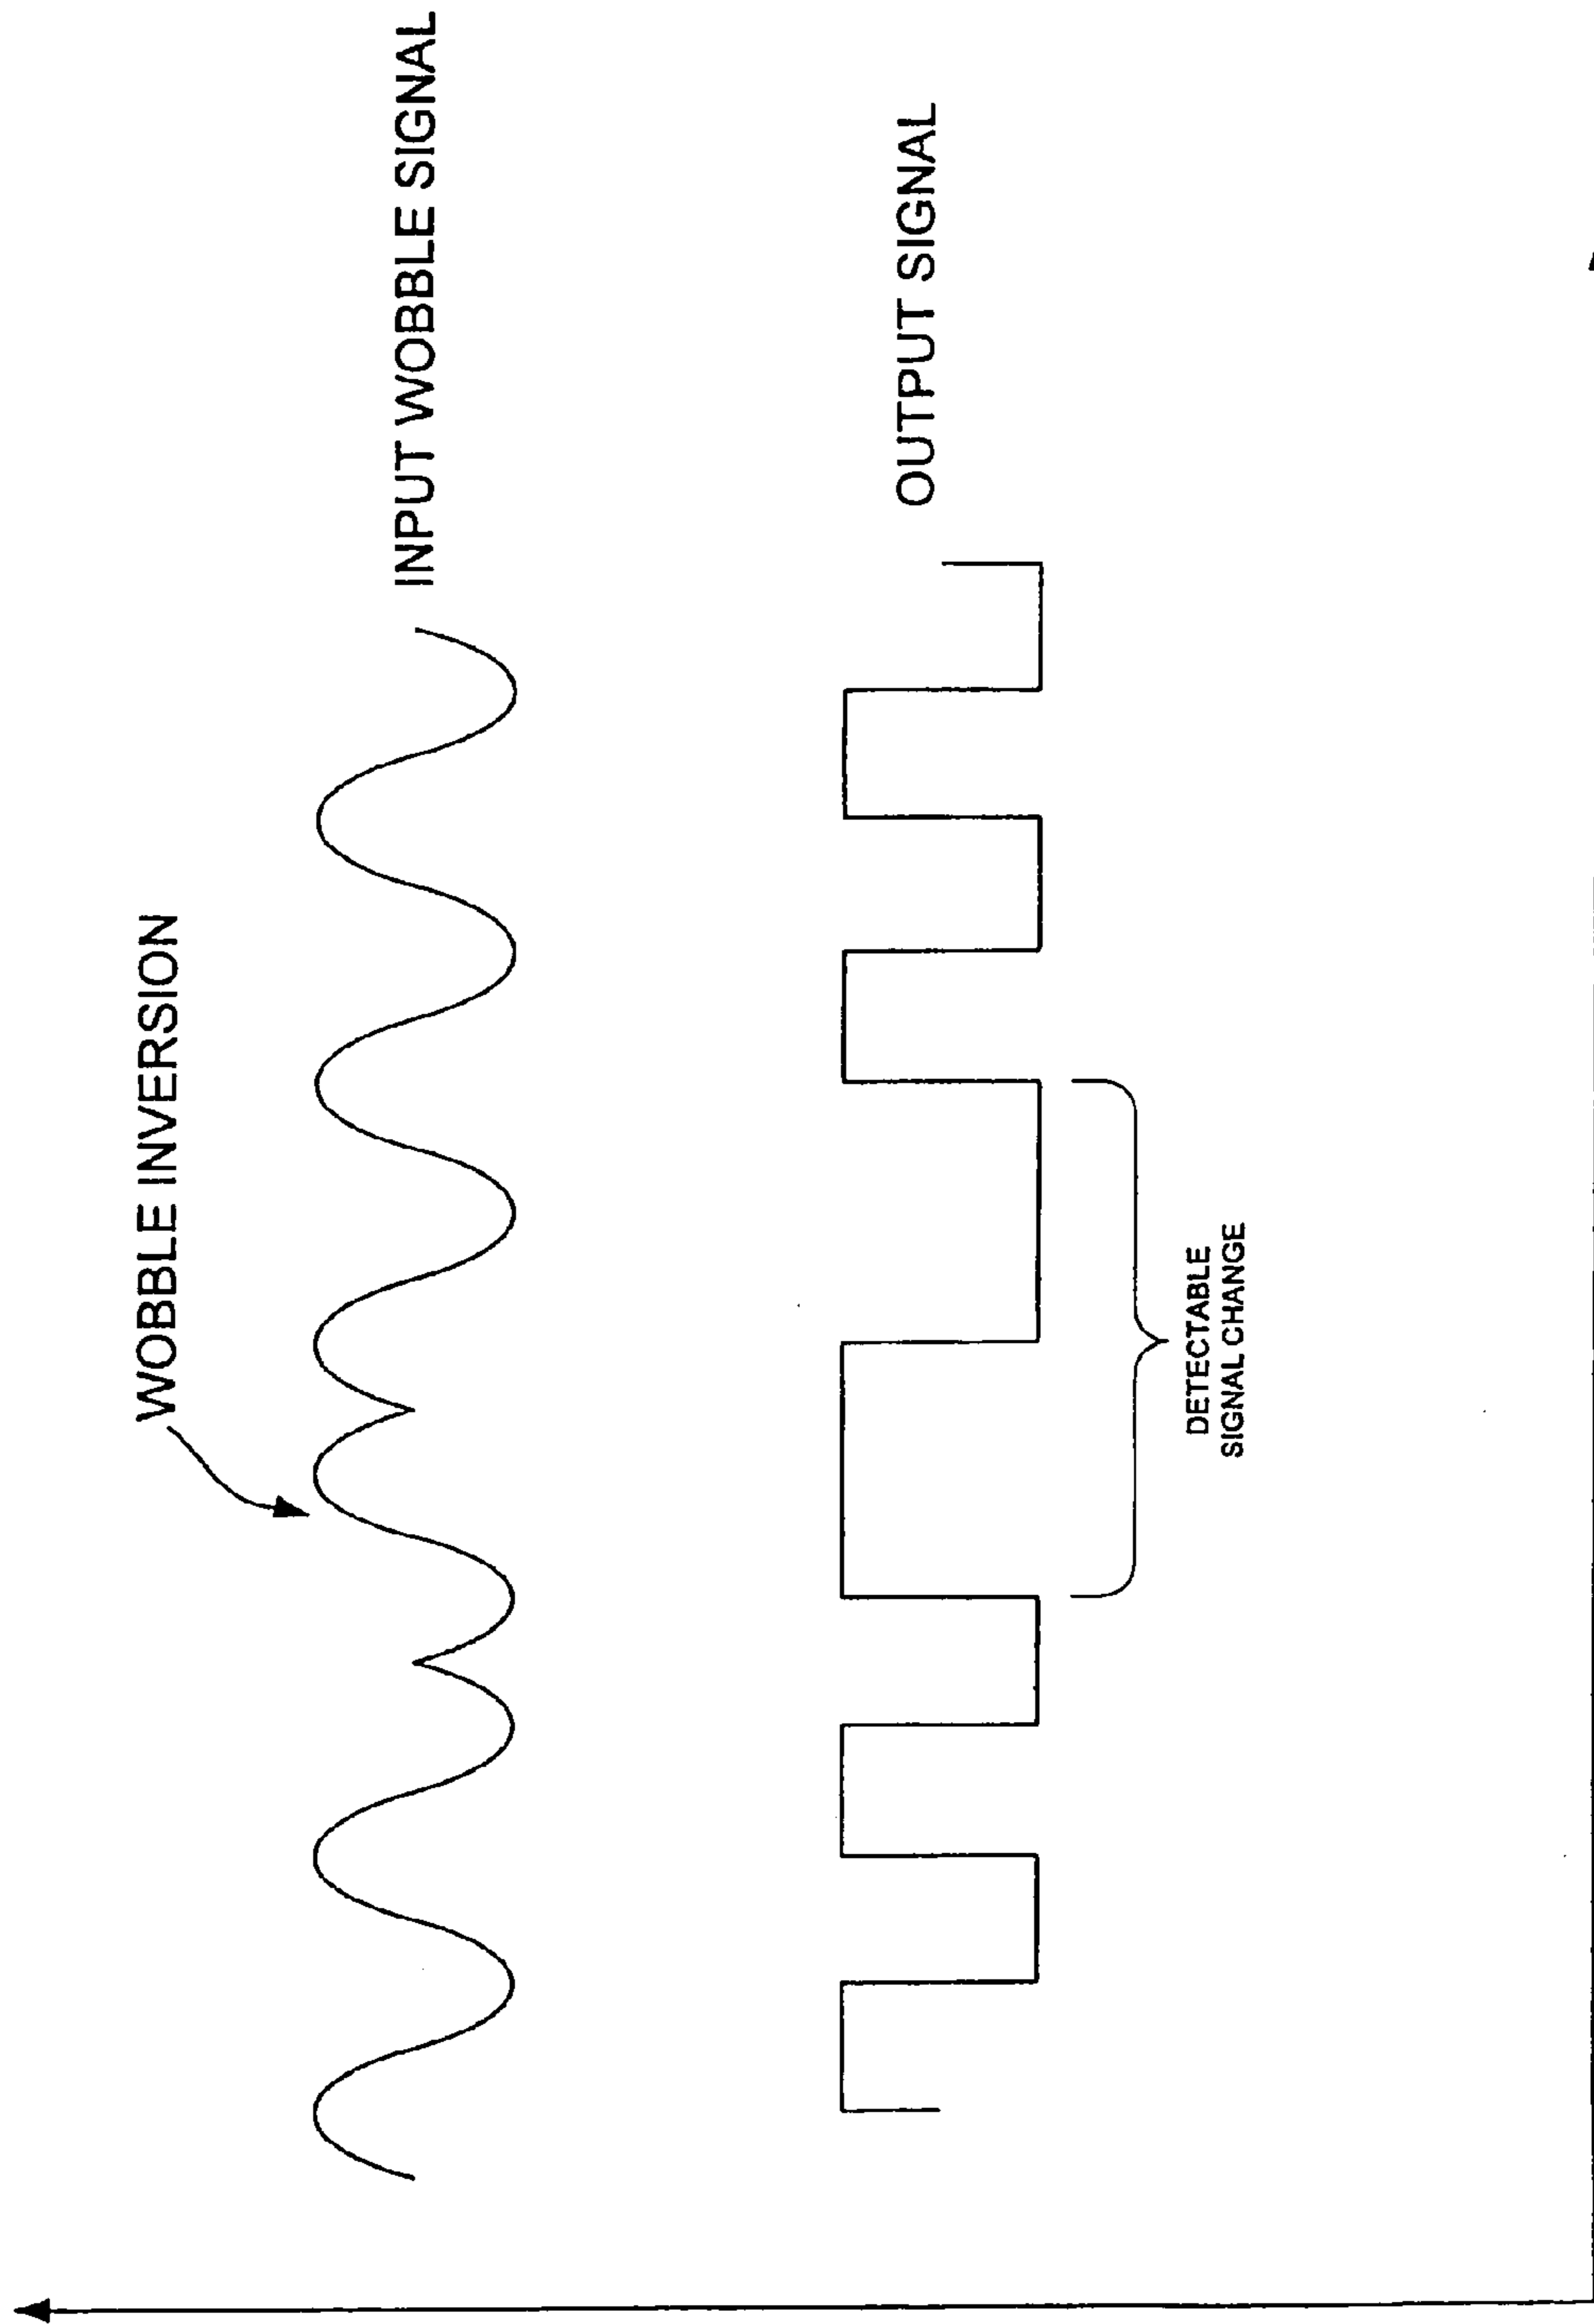 WOBBLE INVERSION
INPUT WOBBLE SIGNAL
OUTPUT SIGNAL
DETECTABLE
SIGNAL CHANGE